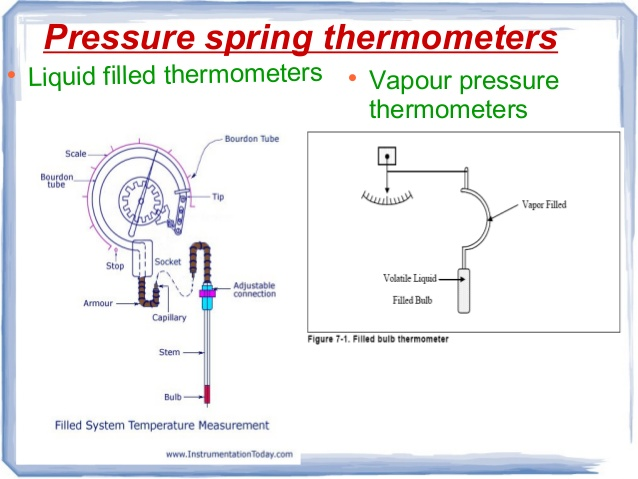 Pressure spring thermometers
• Liquid filled thermometers
• Vapour pressure
thermometers
Bourdon Tube
Scale
Bourdon
tube
Tip
Stop
Socket
Adjustable
connection
Armour
Capillary
Stem
Bulb
Filled System Temperature Measurement
www.InstrumentationToday.com
Vapor Filled
Volatile Liquid
Filled Bulb
Figure 7-1. Filled bulb thermometer